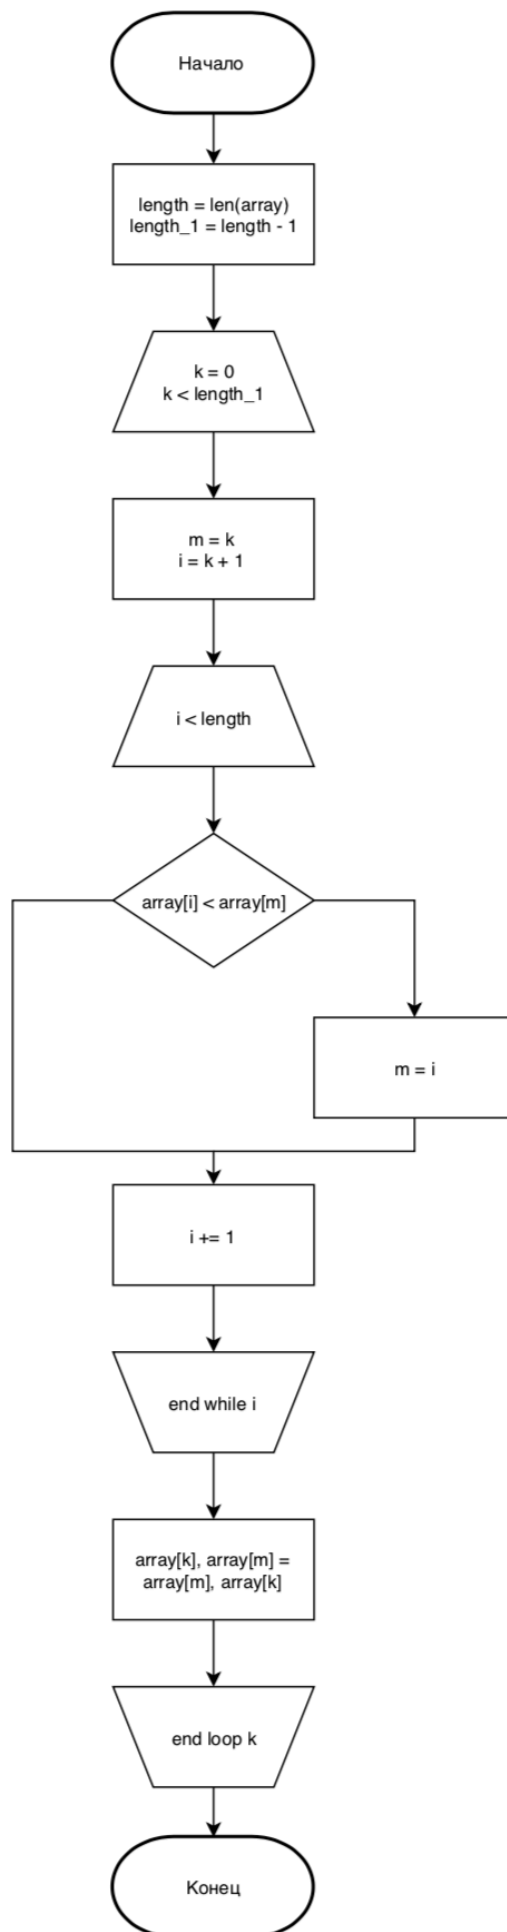 Начало
length = len(array)
length_1 = length - 1
k = 0
k < length_1
m = k
i = k + 1
i < length
array[i] < array[m]
m = i
i += 1
end while i
array[k], array[m] =
array[m], array[k]
end loop k
Конец